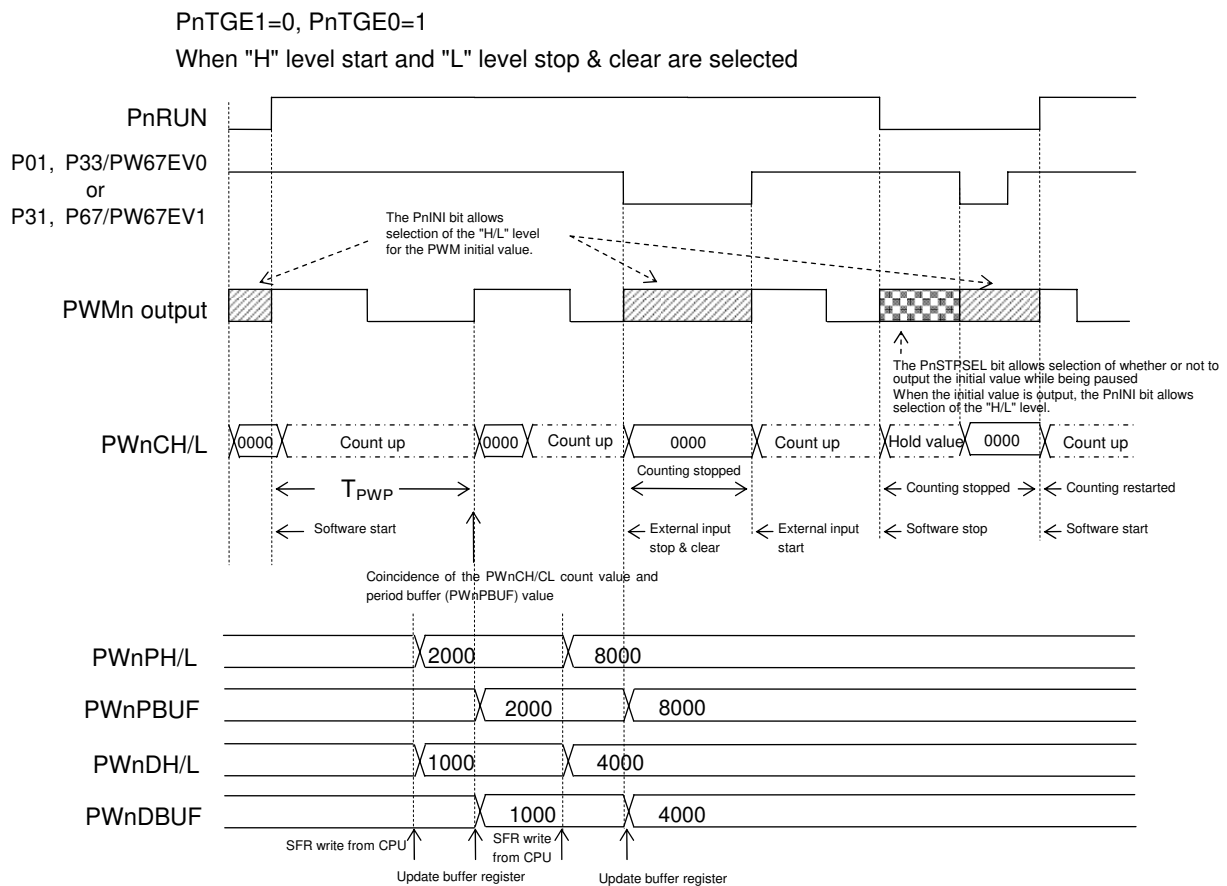 PnTGE1=0, PnTGE0=1
When "H" level start and "L" level stop & clear are selected
PnRUN
P01, P33/PW67EV0
or
P31, P67/PW67EV1
The PnINI bit allows
selection of the "H/L" level
for the PWM initial value.
PWMn output
The PnSTPSEL bit allows selection of whether or not to
output the initial value while being paused
When the initial value is output, the PnINI bit allows
selection of the "H/L" level.
PWnCH/L
0000
Count up
0000
Count up
0000
Count up
Hold value
0000
Count up
Counting stopped
TPWP
Counting stopped
Counting restarted
Software start
External input
stop & clear
External input
start
Software stop
Software start
Coincidence of the PWnCH/CL count value and
period buffer (PWnPBUF) value
PWnPH/L
2000
8000
PWnPBUF
2000
8000
PWnDH/L
1000
4000
PWnDBUF
1000
4000
SFR write from CPU
SFR write
from CPU
Update buffer register
Update buffer register